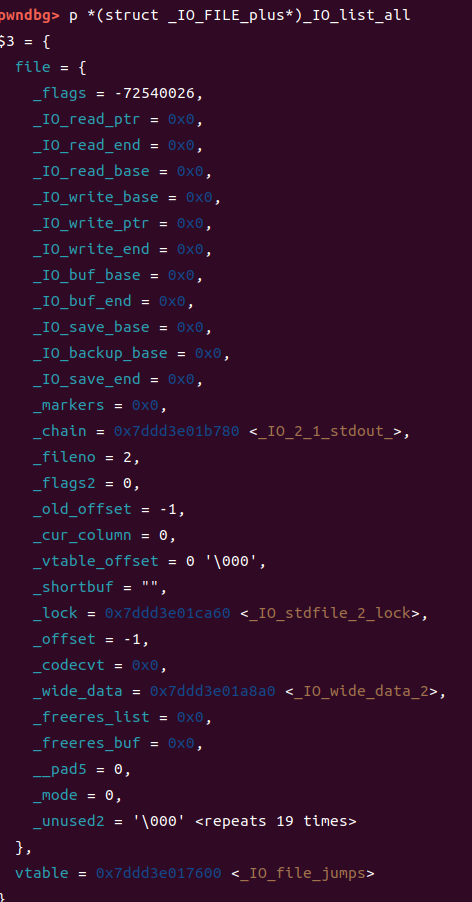 pwndbg> p *(struct _IO_FILE_plus*)_IO_list_all
$3 = {
  file = {
    _flags = -72540026,
    _IO_read_ptr = 0x0,
    _IO_read_end = 0x0,
    _IO_read_base = 0x0,
    _IO_write_base = 0x0,
    _IO_write_ptr = 0x0,
    _IO_write_end = 0x0,
    _IO_buf_base = 0x0,
    _IO_buf_end = 0x0,
    _IO_save_base = 0x0,
    _IO_backup_base = 0x0,
    _IO_save_end = 0x0,
    _markers = 0x0,
    _chain = 0x7ddd3e01b780 <_IO_2_1_stdout_>,
    _fileno = 2,
    _flags2 = 0,
    _old_offset = -1,
    _cur_column = 0,
    _vtable_offset = 0 '\000',
    _shortbuf = "",
    _lock = 0x7ddd3e01ca60 <_IO_stdfile_2_lock>,
    _offset = -1,
    _codecvt = 0x0,
    _wide_data = 0x7ddd3e01a8a0 <_IO_wide_data_2>,
    _freeres_list = 0x0,
    _freeres_buf = 0x0,
    __pad5 = 0,
    _mode = 0,
    _unused2 = '\000' <repeats 19 times>
  },
  vtable = 0x7ddd3e017600 <_IO_file_jumps>
}